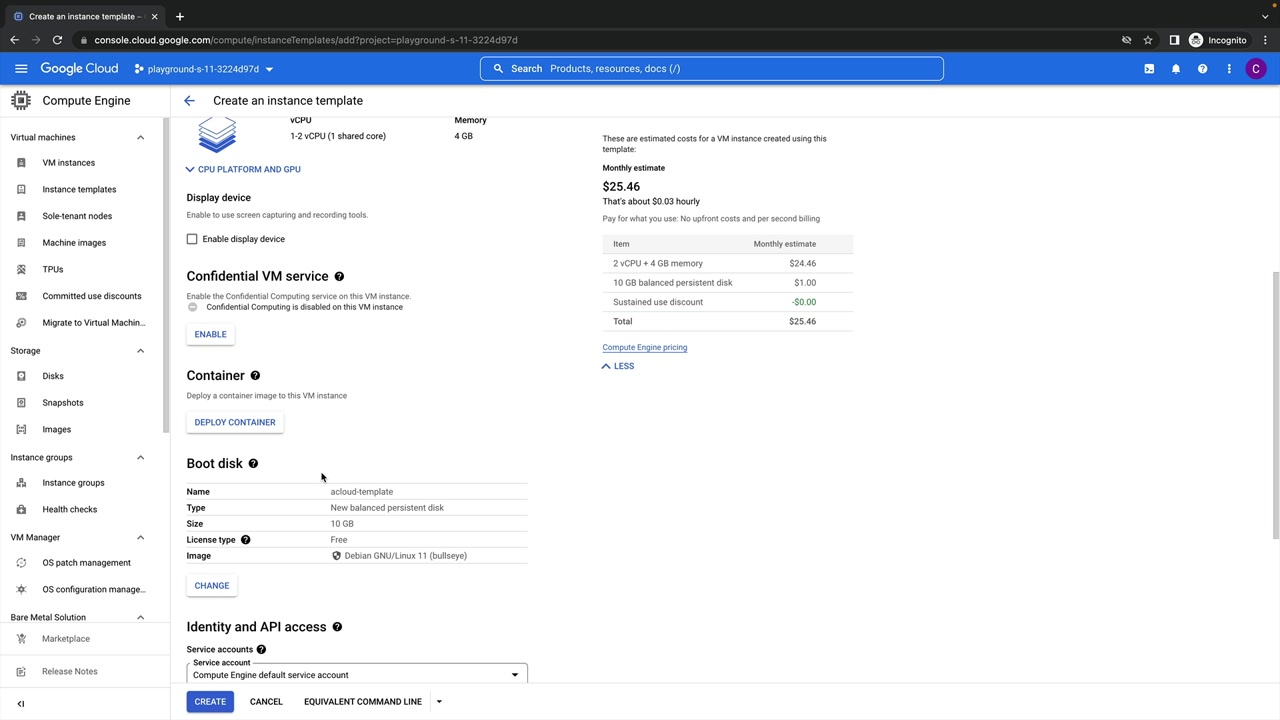 Create an instance template –
console.cloud.google.com/compute/instanceTemplates/add?project=playground-s-11-3224d97d
Incognito
Google Cloud
playground-s-11-3224d97d
Search Products, resources, docs (/)
C
Compute Engine
Create an instance template
Virtual machines
VM instances
Instance templates
Sole-tenant nodes
Machine images
TPUs
Committed use discounts
Migrate to Virtual Machin...
Storage
Disks
Snapshots
Images
Instance groups
Instance groups
Health checks
VM Manager
OS patch management
OS configuration manage...
Bare Metal Solution
Marketplace
Release Notes
vCPU Memory
1-2 vCPU (1 shared core) 4 GB
CPU PLATFORM AND GPU
Display device
Enable to use screen capturing and recording tools.
Enable display device
Confidential VM service
Enable the Confidential Computing service on this VM instance.
Confidential Computing is disabled on this VM instance
ENABLE
Container
Deploy a container image to this VM instance
DEPLOY CONTAINER
Boot disk
Name acloud-template
Type New balanced persistent disk
Size 10 GB
License type Free
Image Debian GNU/Linux 11 (bullseye)
CHANGE
Identity and API access
Service accounts
Service account
Compute Engine default service account
CREATE CANCEL EQUIVALENT COMMAND LINE
These are estimated costs for a VM instance created using this
template:
Monthly estimate
$25.46
That's about $0.03 hourly
Pay for what you use: No upfront costs and per second billing
Item Monthly estimate
2 vCPU + 4 GB memory $24.46
10 GB balanced persistent disk $1.00
Sustained use discount -$0.00
Total $25.46
Compute Engine pricing
LESS